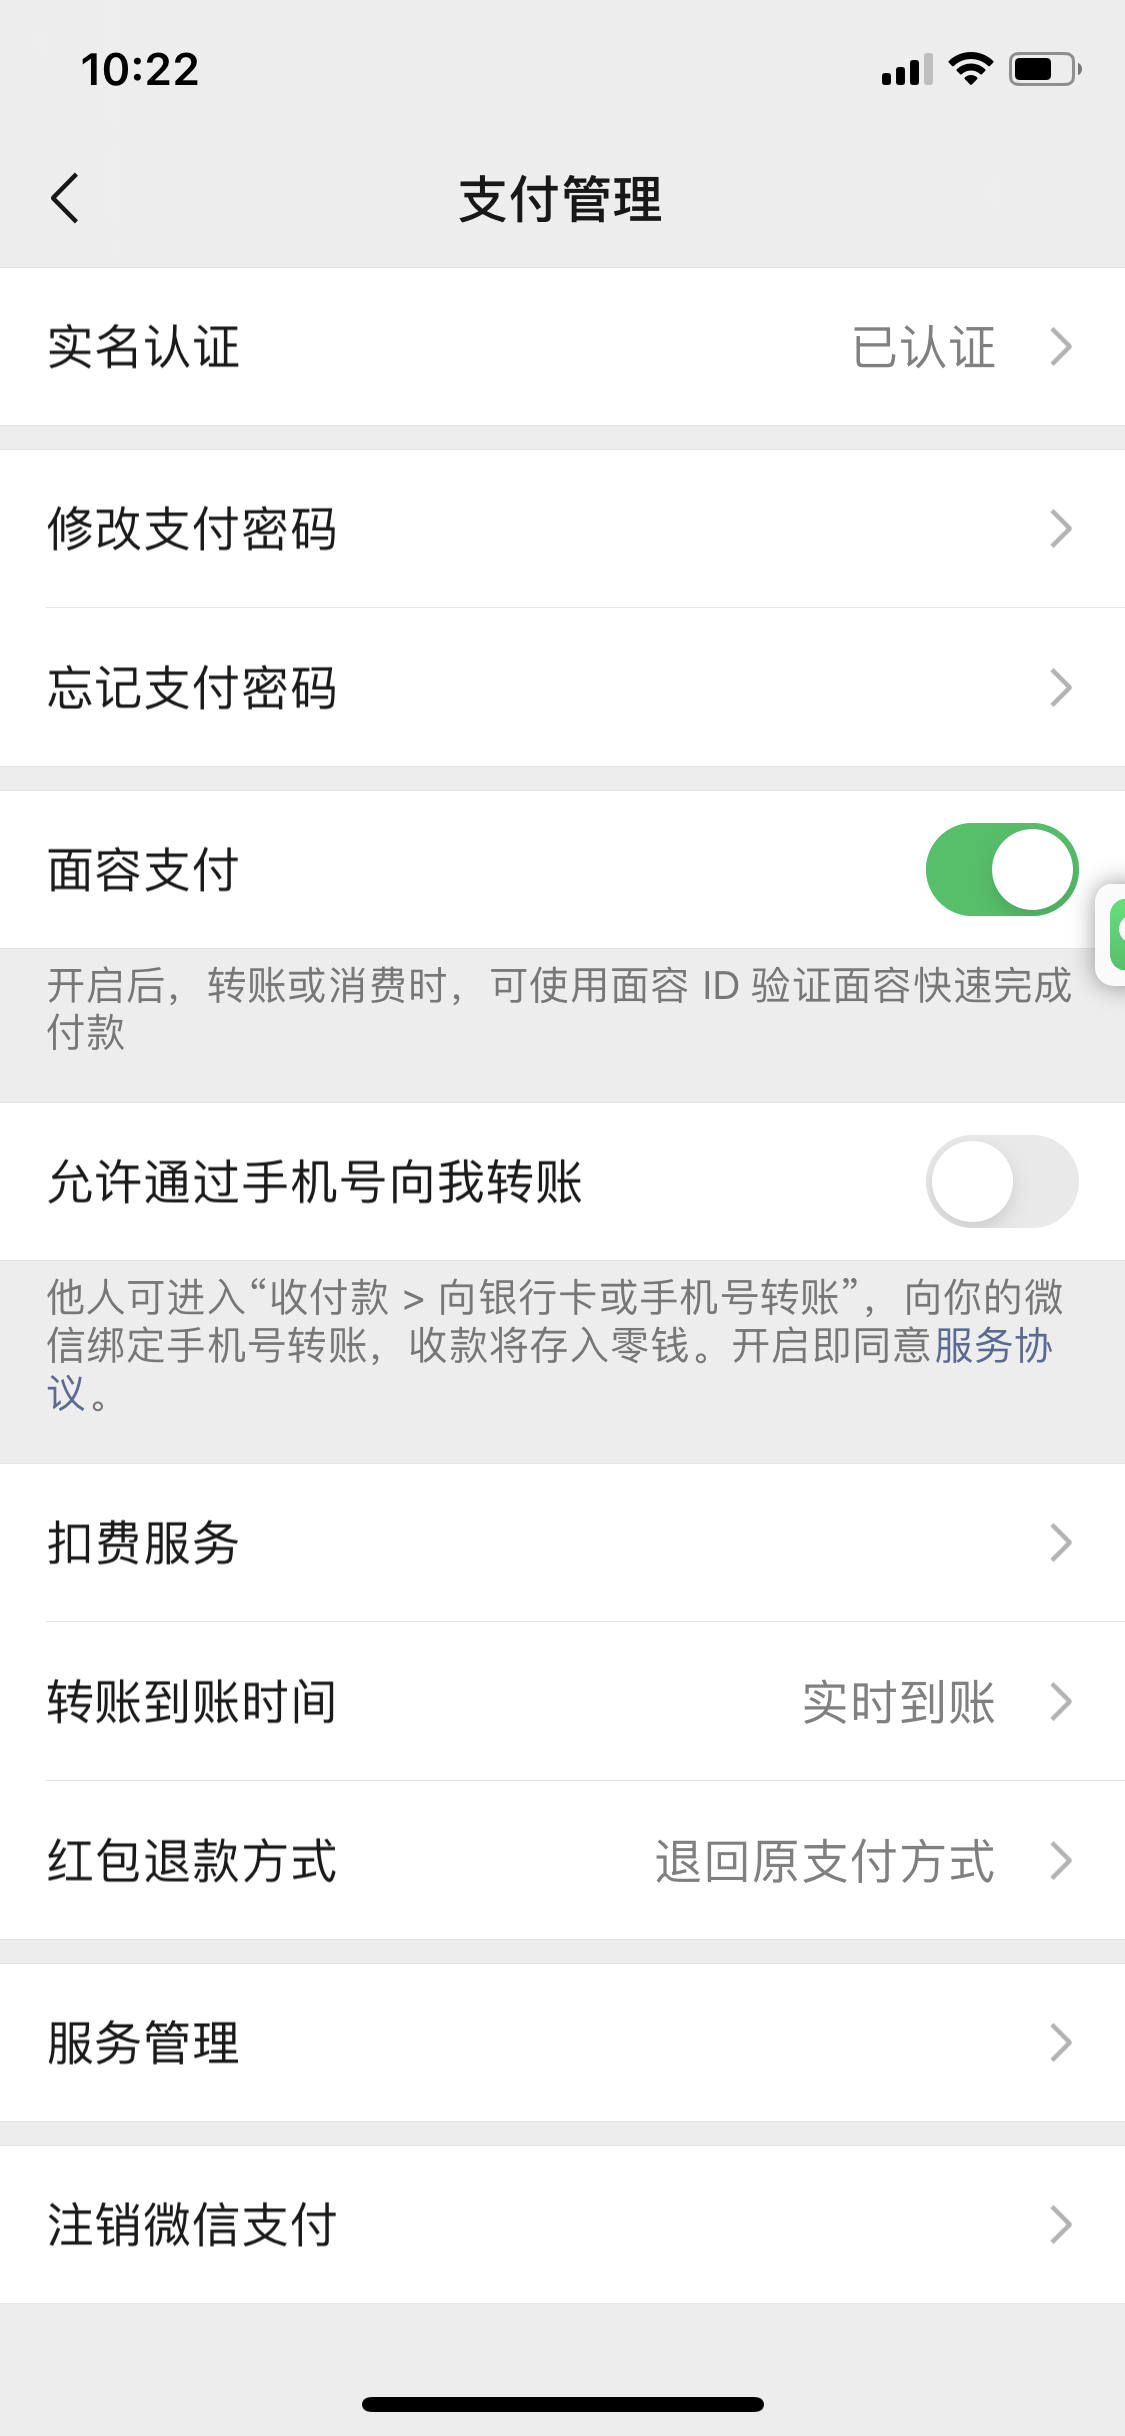 10:22
支付管理
实名认证 已认证
修改支付密码
忘记支付密码
面容支付
开启后，转账或消费时，可使用面容 ID 验证面容快速完成
付款
允许通过手机号向我转账
他人可进入“收付款 > 向银行卡或手机号转账”，向你的微
信绑定手机号转账，收款将存入零钱。开启即同意服务协
议。
扣费服务
转账到账时间 实时到账
红包退款方式 退回原支付方式
服务管理
注销微信支付